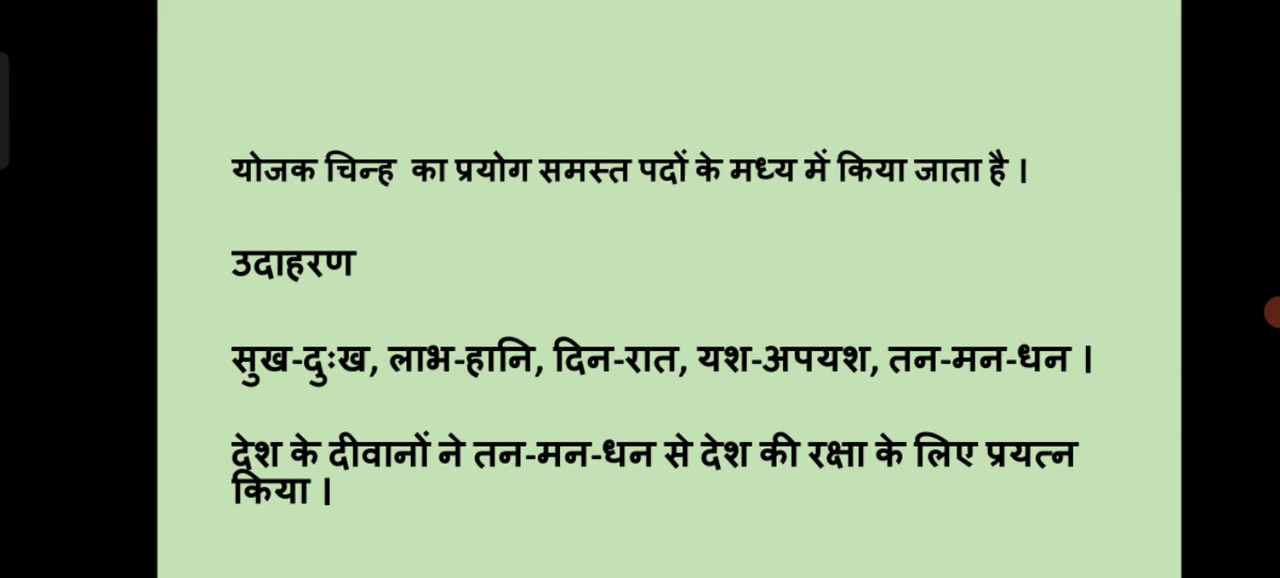 योजक चिन्ह का प्रयोग समस्त पदों के मध्य में किया जाता है ।
उदाहरण
सुख-दुःख, लाभ-हानि, दिन-रात, यश-अपयश, तन-मन-धन ।
देश के दीवानों ने तन-मन-धन से देश की रक्षा के लिए प्रयत्न
किया ।